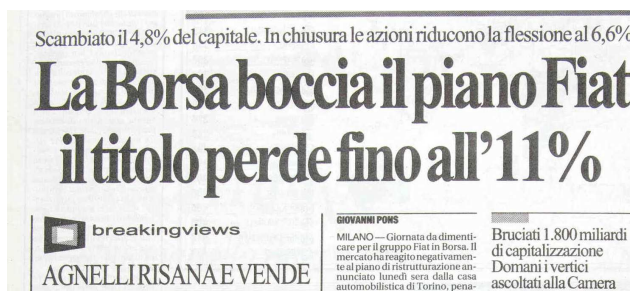 Scambiato il 4,8% del capitale. In chiusura le azioni riducono la flessione al 6,6%
La Borsa boccia il piano Fiat
il titolo perde fino all'11%
breakingviews
AGNELLI RISANA E VENDE
GIOVANNI PONS
MILANO — Giornata da dimenti-
care per il gruppo Fiat in Borsa. Il
mercato ha reagito negativamen-
te al piano di ristrutturazione an-
nunciato lunedì sera dalla casa
automobilistica di Torino, pena-
Bruciati 1.800 miliardi
di capitalizzazione
Domani i vertici
ascoltati alla Camera